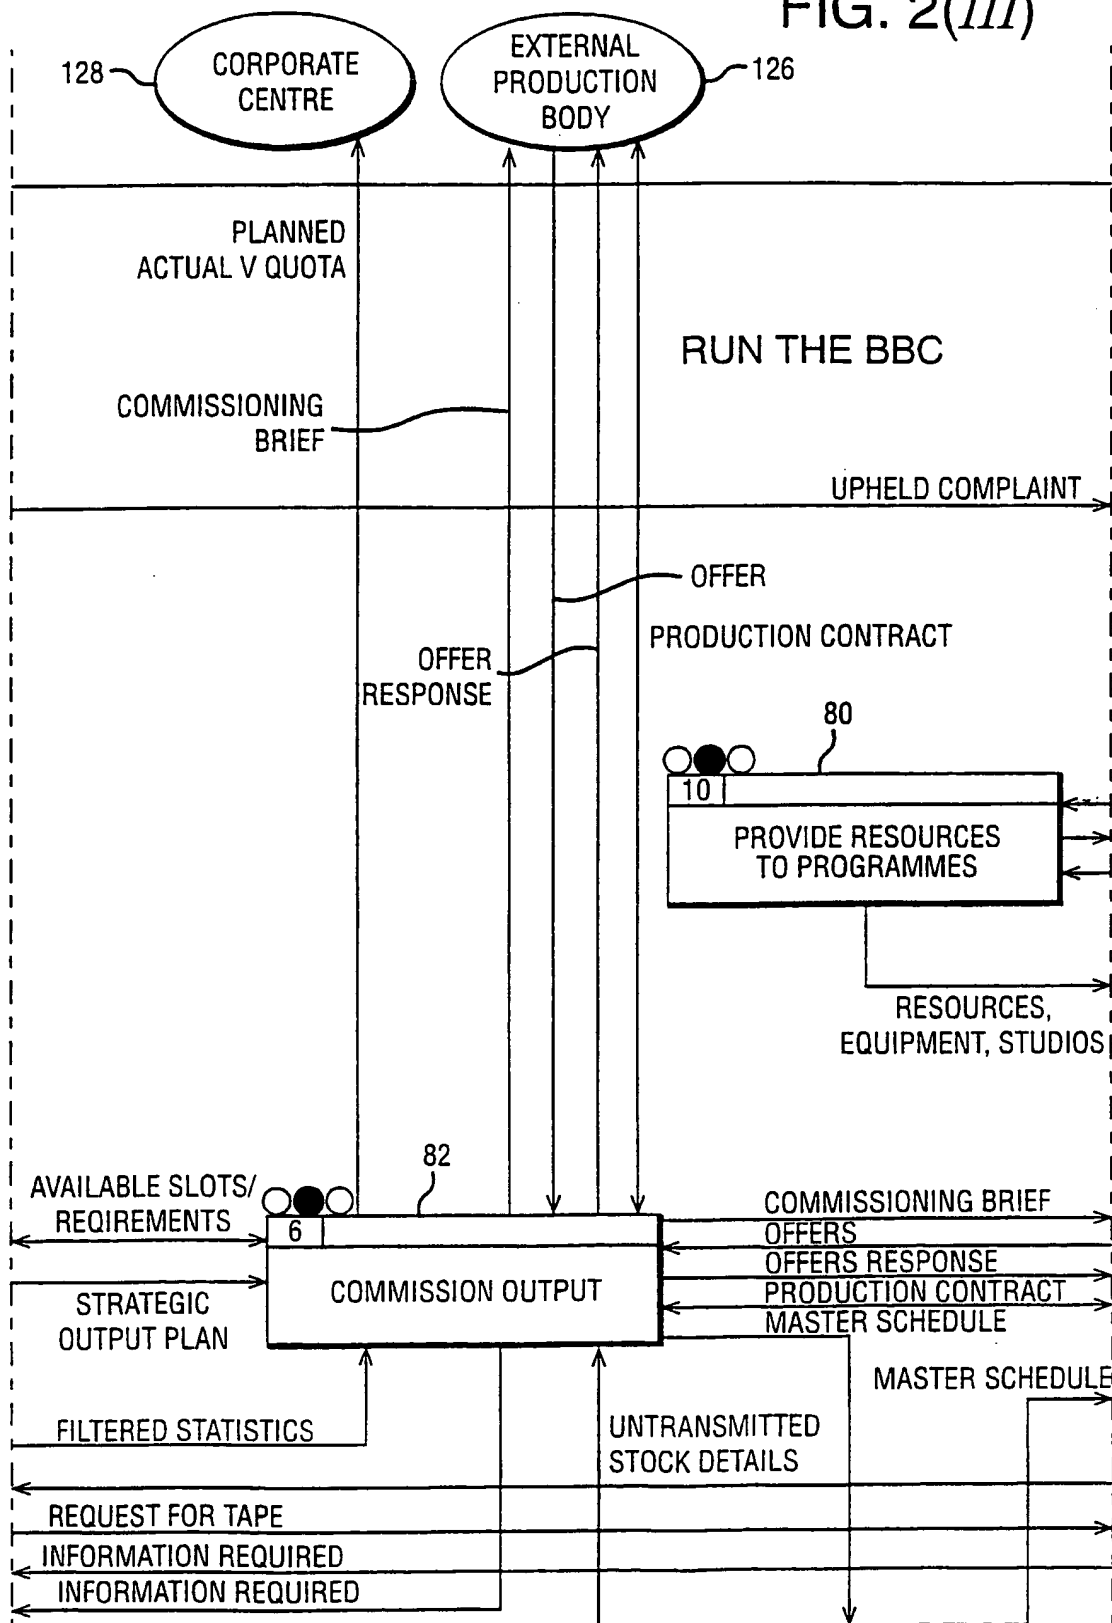 FIG. 2(III)
128
CORPORATE
CENTRE
EXTERNAL
PRODUCTION
BODY
126
PLANNED
ACTUAL V QUOTA
RUN THE BBC
COMMISSIONING
BRIEF
UPHELD COMPLAINT
OFFER
PRODUCTION CONTRACT
OFFER
RESPONSE
80
10
PROVIDE RESOURCES
TO PROGRAMMES
RESOURCES,
EQUIPMENT, STUDIOS
82
AVAILABLE SLOTS/
REQIREMENTS
6
COMMISSION OUTPUT
COMMISSIONING BRIEF
OFFERS
OFFERS RESPONSE
PRODUCTION CONTRACT
MASTER SCHEDULE
STRATEGIC
OUTPUT PLAN
MASTER SCHEDULE
FILTERED STATISTICS
UNTRANSMITTED
STOCK DETAILS
REQUEST FOR TAPE
INFORMATION REQUIRED
INFORMATION REQUIRED